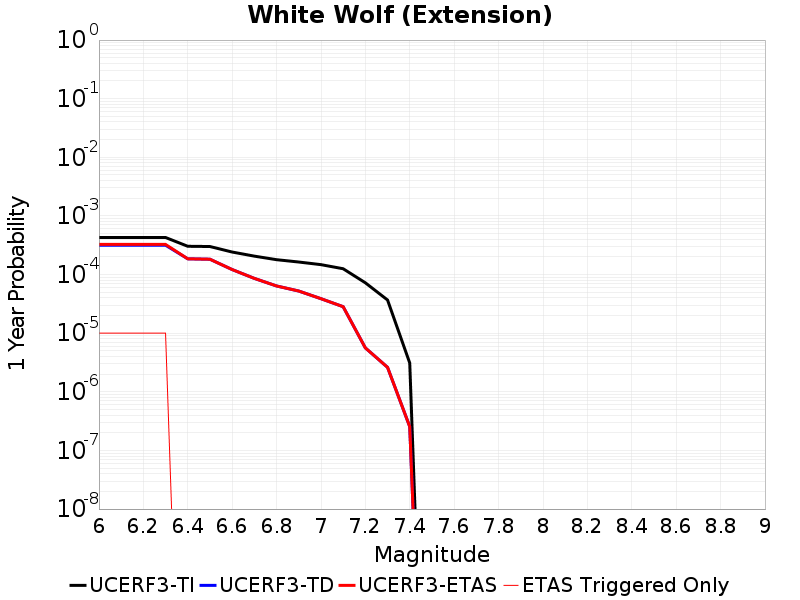 White Wolf (Extension)
1 Year Probability
10^0
10^-1
10^-2
10^-3
10^-4
10^-5
10^-6
10^-7
10^-8
6 6.2 6.4 6.6 6.8 7 7.2 7.4 7.6 7.8 8 8.2 8.4 8.6 8.8 9
Magnitude
UCERF3-TI UCERF3-TD UCERF3-ETAS ETAS Triggered Only